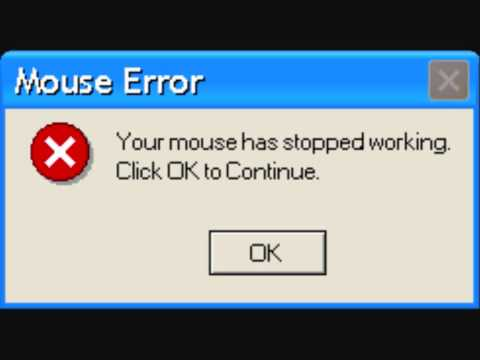 Mouse Error
Your mouse has stopped working.
Click OK to Continue.
OK